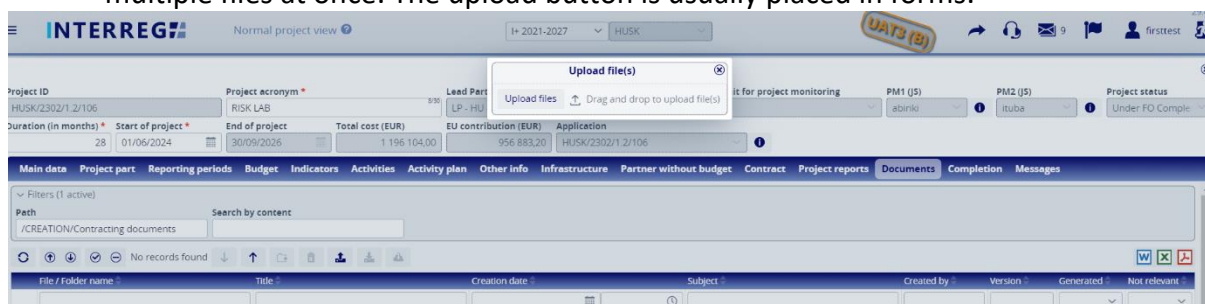 multiple files at once. The upload button is usually placed in forms.
INTERREG Normal project view I+ 2021-2027 HUSK UAT3 (B) 9 firsttest
Upload file(s)
Upload files Drag and drop to upload file(s)
Project ID Project acronym * Lead Part it for project monitoring PM1 (JS) PM2 (JS) Project status
HUSK/2302/1.2/106 RISK LAB 8/50 LP - HU abinki ituba Under FO Comple
Duration (in months) * Start of project * End of project Total cost (EUR) EU contribution (EUR) Application
28 01/06/2024 30/09/2026 1 196 104,00 956 883,20 HUSK/2302/1.2/106
Main data Project part Reporting periods Budget Indicators Activities Activity plan Other info Infrastructure Partner without budget Contract Project reports Documents Completion Messages
Filters (1 active)
Path Search by content
/CREATION/Contracting documents
No records found
File / Folder name Title Creation date Subject Created by Version Generated Not relevant